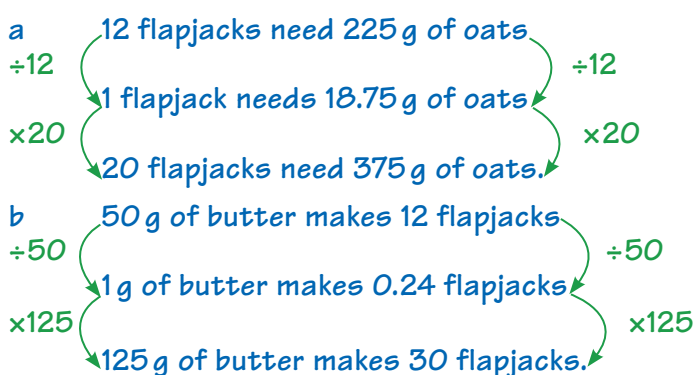 a 12 flapjacks need 225 g of oats
÷12 ÷12
1 flapjack needs 18.75 g of oats
×20 ×20
20 flapjacks need 375 g of oats.
b 50 g of butter makes 12 flapjacks
÷50 ÷50
1 g of butter makes 0.24 flapjacks
×125 ×125
125 g of butter makes 30 flapjacks.